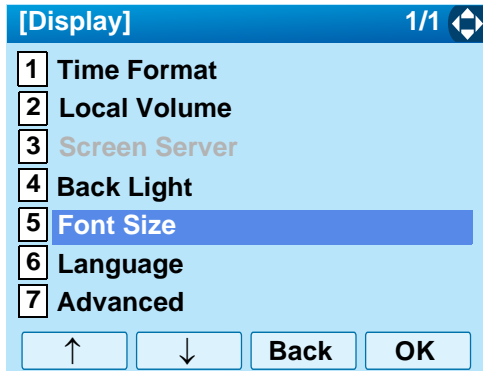 [Display] 1/1
1 Time Format
2 Local Volume
3 Screen Server
4 Back Light
5 Font Size
6 Language
7 Advanced
↑ ↓ Back OK